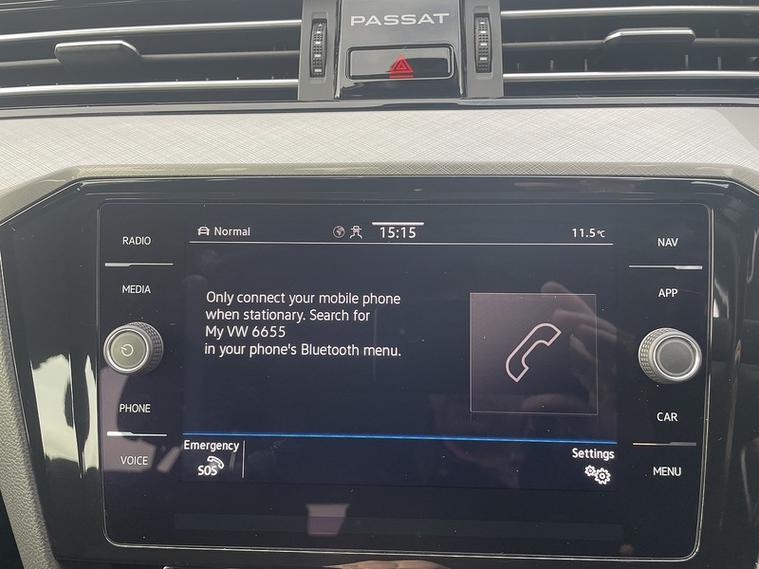 PASSAT
RADIO
MEDIA
PHONE
VOICE
Normal
15:15
11.5°C
Only connect your mobile phone
when stationary. Search for
My VW 6655
in your phone's Bluetooth menu.
Emergency
SOS
Settings
NAV
APP
CAR
MENU